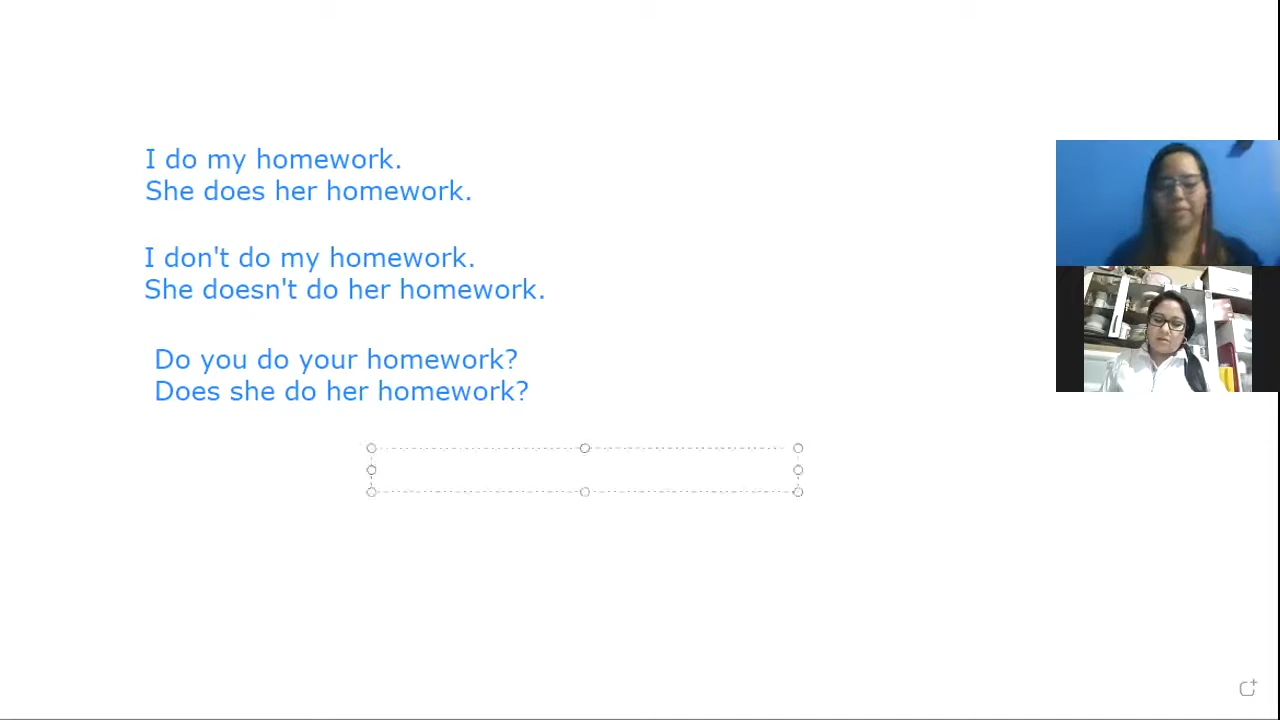 I do my homework.
She does her homework.
I don't do my homework.
She doesn't do her homework.
Do you do your homework?
Does she do her homework?